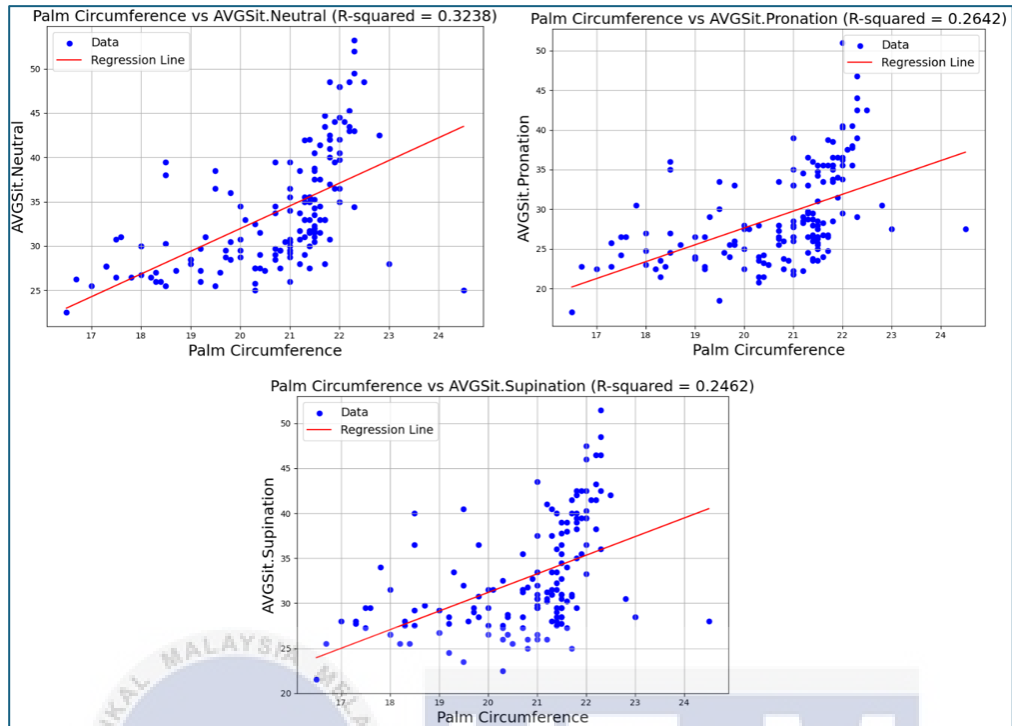 Palm Circumference vs AVGSit.Neutral (R-squared = 0.3238)
Data
Regression Line
50
45
40
35
30
25
AVGSit.Neutral
17 18 19 20 21 22 23 24
Palm Circumference
Palm Circumference vs AVGSit.Pronation (R-squared = 0.2642)
Data
Regression Line
50
45
40
35
30
25
20
AVGSit.Pronation
17 18 19 20 21 22 23 24
Palm Circumference
Palm Circumference vs AVGSit.Supination (R-squared = 0.2462)
Data
Regression Line
50
45
40
35
30
25
20
AVGSit.Supination
17 18 19 20 21 22 23 24
Palm Circumference
MALAYSIA